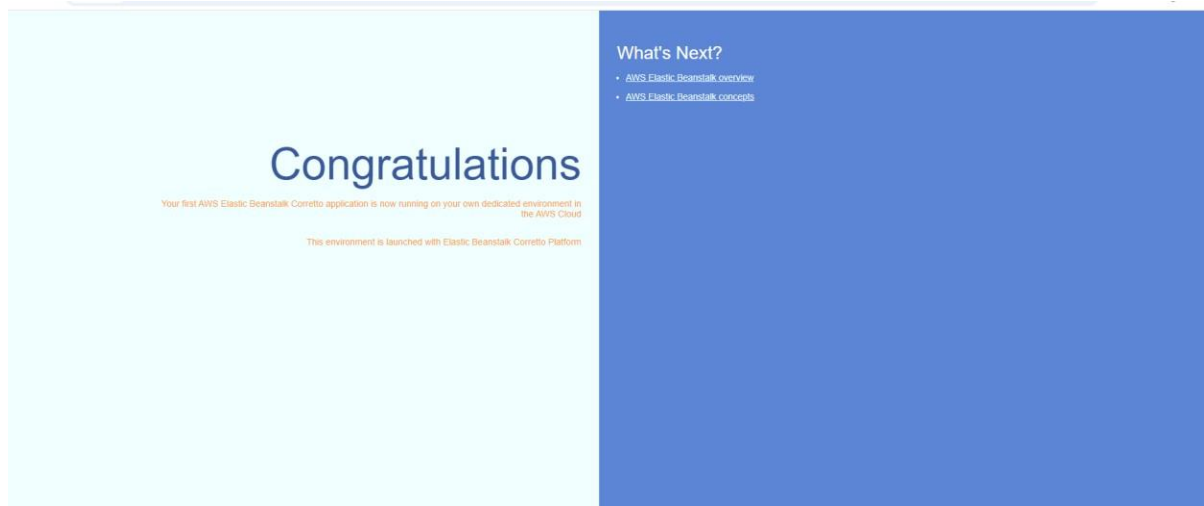 Congratulations
Your first AWS Elastic Beanstalk Corretto application is now running on your own dedicated environment in
the AWS Cloud
This environment is launched with Elastic Beanstalk Corretto Platform
What's Next?
AWS Elastic Beanstalk overview
AWS Elastic Beanstalk concepts